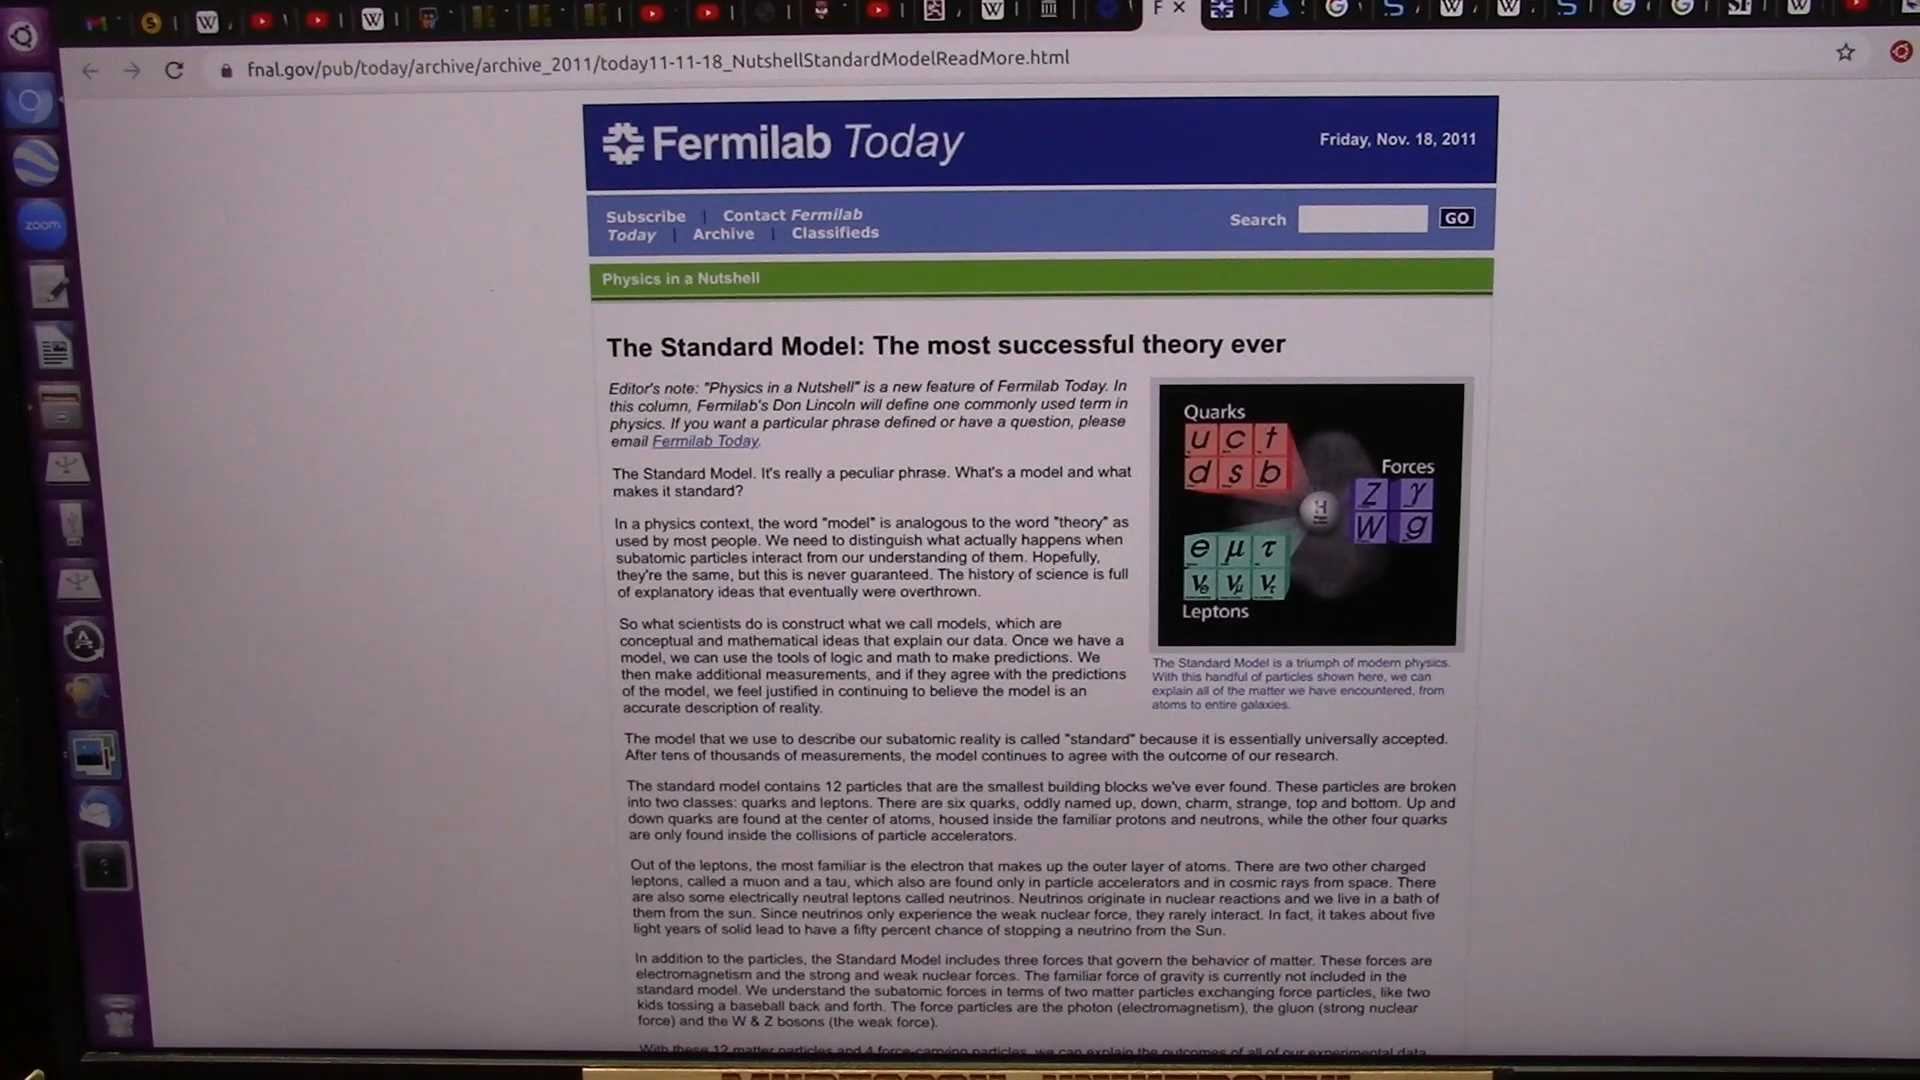 fnal.gov/pub/today/archive/archive_2011/today11-11-18_NutshellStandardModelReadMore.html
Fermilab Today
Friday, Nov. 18, 2011
Subscribe | Contact Fermilab
Today | Archive | Classifieds
Search
GO
Physics in a Nutshell
The Standard Model: The most successful theory ever
Editor's note: "Physics in a Nutshell" is a new feature of Fermilab Today. In
this column, Fermilab's Don Lincoln will define one commonly used term in
physics. If you want a particular phrase defined or have a question, please
email Fermilab Today.
The Standard Model. It's really a peculiar phrase. What's a model and what
makes it standard?
In a physics context, the word "model" is analogous to the word "theory" as
used by most people. We need to distinguish what actually happens when
subatomic particles interact from our understanding of them. Hopefully,
they're the same, but this is never guaranteed. The history of science is full
of explanatory ideas that eventually were overthrown.
So what scientists do is construct what we call models, which are
conceptual and mathematical ideas that explain our data. Once we have a
model, we can use the tools of logic and math to make predictions. We
then make additional measurements, and if they agree with the predictions
of the model, we feel justified in continuing to believe the model is an
accurate description of reality.
Quarks
u c t
d s b
Forces
Z γ
W g
H
e μ τ
νe νμ ντ
Leptons
The Standard Model is a triumph of modern physics.
With this handful of particles shown here, we can
explain all of the matter we have encountered, from
atoms to entire galaxies.
The model that we use to describe our subatomic reality is called "standard" because it is essentially universally accepted.
After tens of thousands of measurements, the model continues to agree with the outcome of our research.
The standard model contains 12 particles that are the smallest building blocks we've ever found. These particles are broken
into two classes: quarks and leptons. There are six quarks, oddly named up, down, charm, strange, top and bottom. Up and
down quarks are found at the center of atoms, housed inside the familiar protons and neutrons, while the other four quarks
are only found inside the collisions of particle accelerators.
Out of the leptons, the most familiar is the electron that makes up the outer layer of atoms. There are two other charged
leptons, called a muon and a tau, which also are found only in particle accelerators and in cosmic rays from space. There
are also some electrically neutral leptons called neutrinos. Neutrinos originate in nuclear reactions and we live in a bath of
them from the sun. Since neutrinos only experience the weak nuclear force, they rarely interact. In fact, it takes about five
light years of solid lead to have a fifty percent chance of stopping a neutrino from the Sun.
In addition to the particles, the Standard Model includes three forces that govern the behavior of matter. These forces are
electromagnetism and the strong and weak nuclear forces. The familiar force of gravity is currently not included in the
standard model. We understand the subatomic forces in terms of two matter particles exchanging force particles, like two
kids tossing a baseball back and forth. The force particles are the photon (electromagnetism), the gluon (strong nuclear
force) and the W & Z bosons (the weak force).
With these 12 matter particles and 4 force-carrying particles, we can explain the outcomes of all of our experimental data
zoom